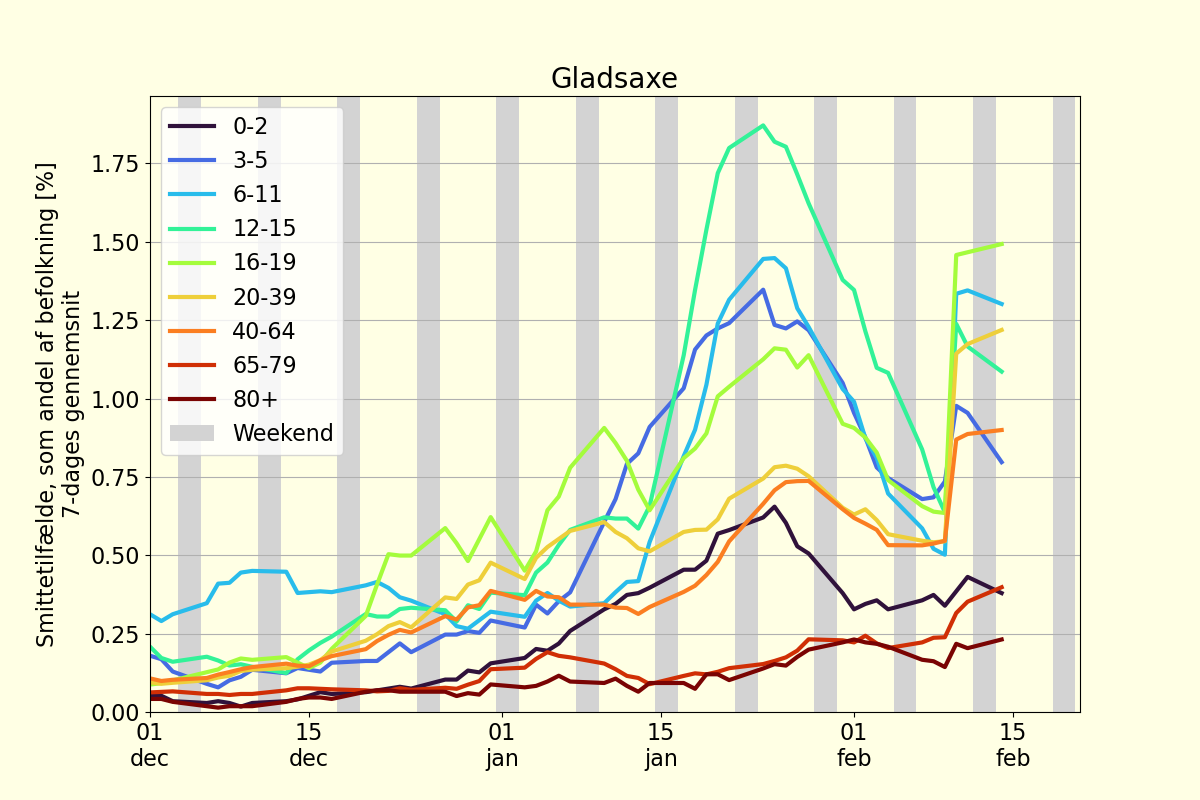 Gladsaxe
Smittetilfælde, som andel af befolkning [%]
7-dages gennemsnit
1.75
1.50
1.25
1.00
0.75
0.50
0.25
0.00
0-2
3-5
6-11
12-15
16-19
20-39
40-64
65-79
80+
Weekend
01 15 01 15 01 15
dec dec jan jan feb feb